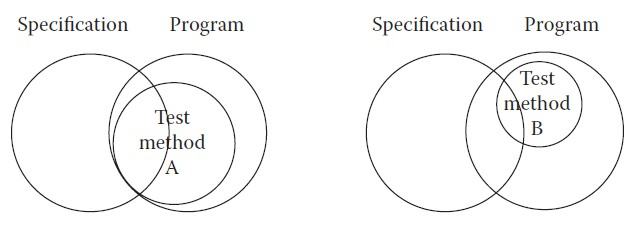 Specification Program
Test
method
A
Specification Program
Test
method
B